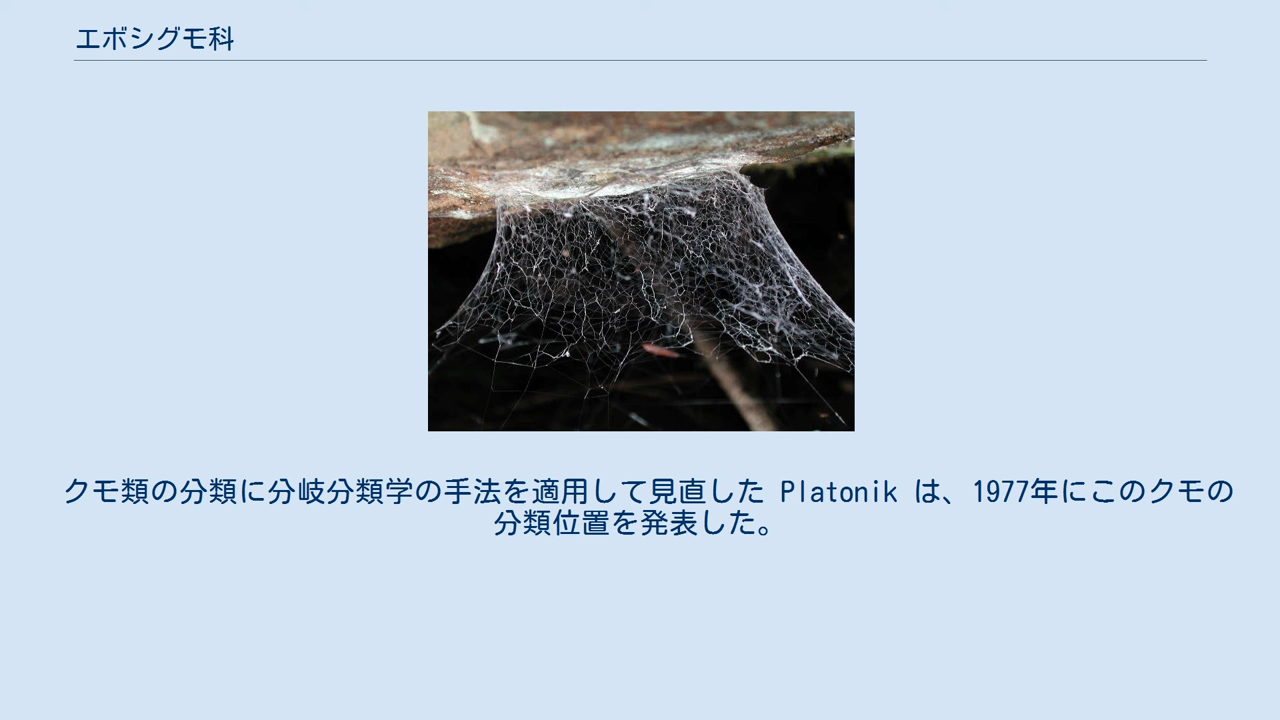 エボシグモ科
クモ類の分類に分岐分類学の手法を適用して見直した Platonik は、1977年にこのクモの
分類位置を発表した。